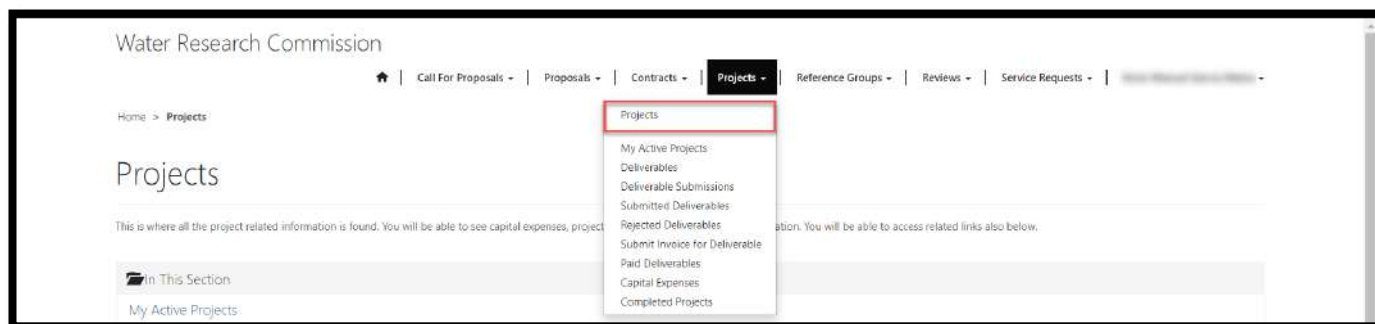 Water Research Commission
Call For Proposals | Proposals | Contracts | Projects | Reference Groups | Reviews | Service Requests |
Home > Projects
Projects
My Active Projects
Deliverables
Deliverable Submissions
Submitted Deliverables
Rejected Deliverables
Submit Invoice for Deliverable
Paid Deliverables
Capital Expenses
Completed Projects
Projects
This is where all the project related information is found. You will be able to see capital expenses, project ation. You will be able to access related links also below.
In This Section
My Active Projects